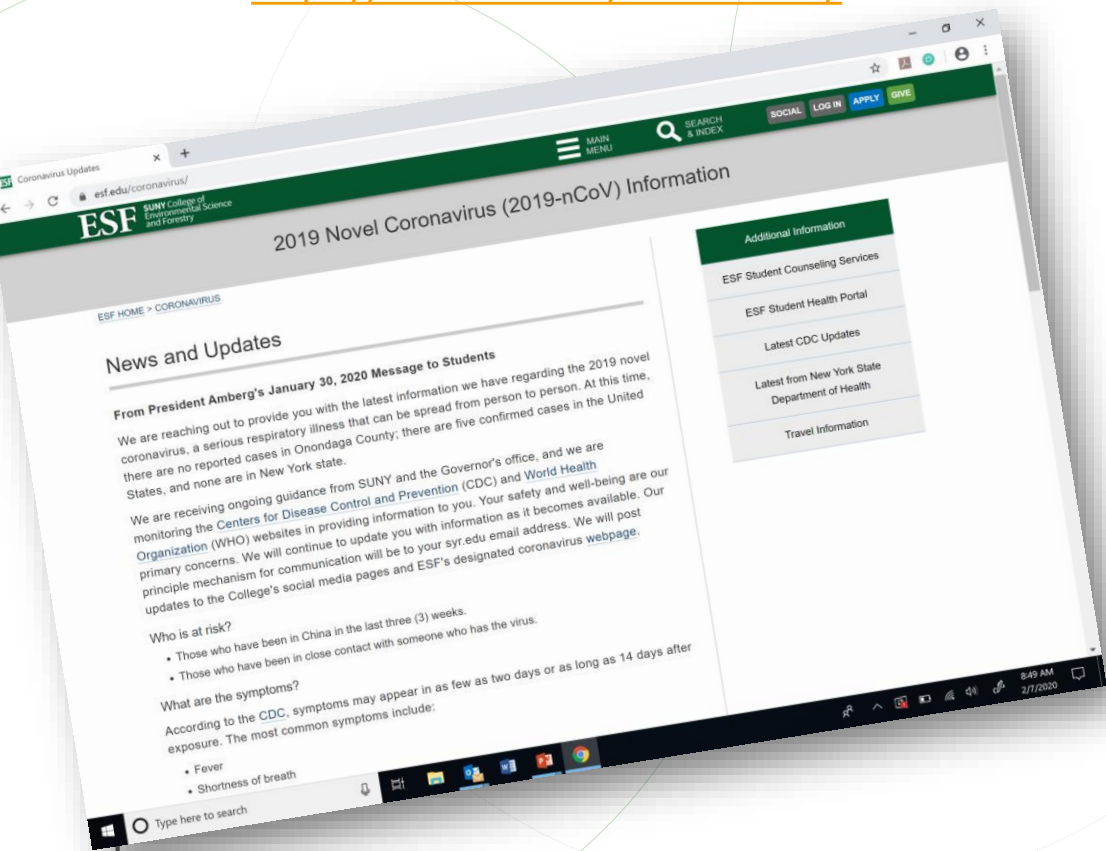 Coronavirus Updates
esf.edu/coronavirus/
ESF SUNY College of
Environmental Science
and Forestry
MAIN
MENU
SEARCH
& INDEX
SOCIAL LOG IN APPLY GIVE
2019 Novel Coronavirus (2019-nCoV) Information
ESF HOME > CORONAVIRUS
News and Updates
From President Amberg's January 30, 2020 Message to Students
We are reaching out to provide you with the latest information we have regarding the 2019 novel
coronavirus, a serious respiratory illness that can be spread from person to person. At this time,
there are no reported cases in Onondaga County; there are five confirmed cases in the United
States, and none are in New York state.
We are receiving ongoing guidance from SUNY and the Governor's office, and we are
monitoring the Centers for Disease Control and Prevention (CDC) and World Health
Organization (WHO) websites in providing information to you. Your safety and well-being are our
primary concerns. We will continue to update you with information as it becomes available. Our
principle mechanism for communication will be to your syr.edu email address. We will post
updates to the College's social media pages and ESF's designated coronavirus webpage.
Who is at risk?
• Those who have been in China in the last three (3) weeks.
• Those who have been in close contact with someone who has the virus.
What are the symptoms?
According to the CDC, symptoms may appear in as few as two days or as long as 14 days after
exposure. The most common symptoms include:
• Fever
• Shortness of breath
Additional Information
ESF Student Counseling Services
ESF Student Health Portal
Latest CDC Updates
Latest from New York State
Department of Health
Travel Information
Type here to search
8:49 AM
2/7/2020